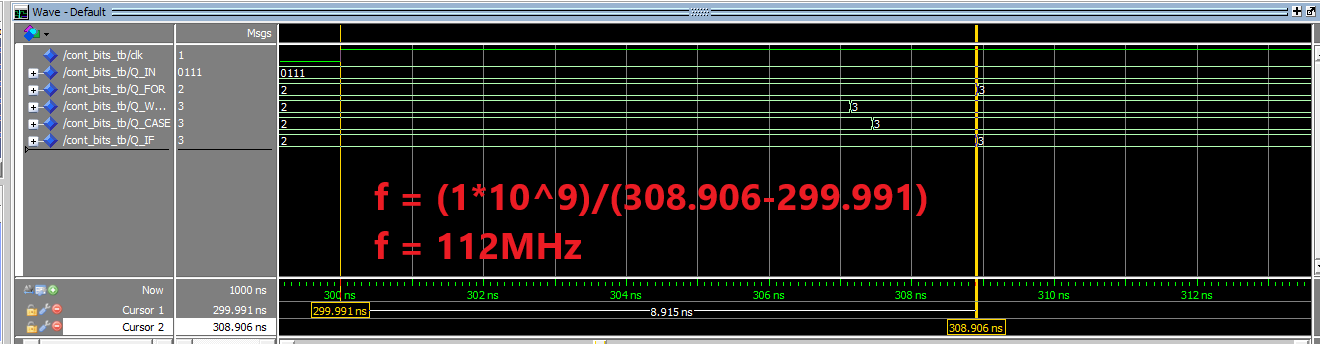 Wave - Default
Msgs
/cont_bits_tb/clk 1
/cont_bits_tb/Q_IN 0111 0111
/cont_bits_tb/Q_FOR 2 2 3
/cont_bits_tb/Q_W... 3 2 3
/cont_bits_tb/Q_CASE 3 2 3
/cont_bits_tb/Q_IF 3 2 3
f = (1*10^9)/(308.906-299.991)
f = 112MHz
Now 1000 ns 300 ns 302 ns 304 ns 306 ns 308 ns 310 ns 312 ns
Cursor 1 299.991 ns 299.991 ns 8.915 ns
Cursor 2 308.906 ns 308.906 ns